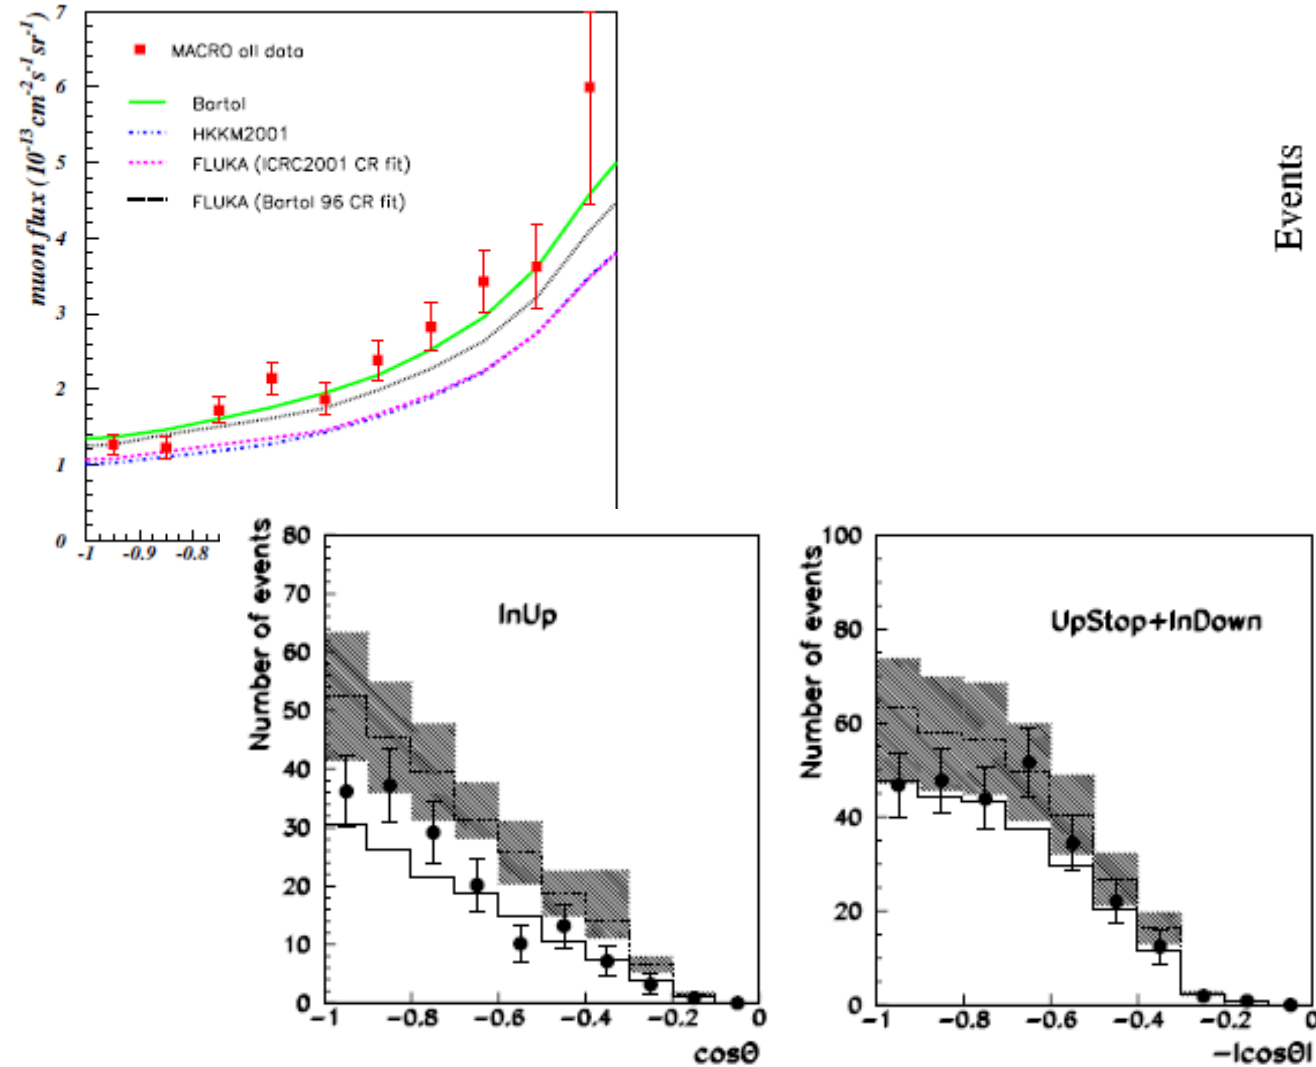 7
6
5
4
3
2
1
0
muon flux (10⁻¹³ cm⁻² s⁻¹ sr⁻¹)
MACRO all data
Bartol
HKKM2001
FLUKA (ICRC2001 CR fit)
FLUKA (Bartol 96 CR fit)
-1 -0.9 -0.8
Events
Number of events
80
70
60
50
40
30
20
10
0
InUp
-1 -0.8 -0.6 -0.4 -0.2 0
cosΘ
Number of events
100
80
60
40
20
0
UpStop+InDown
-1 -0.8 -0.6 -0.4 -0.2 0
-|cosΘ|